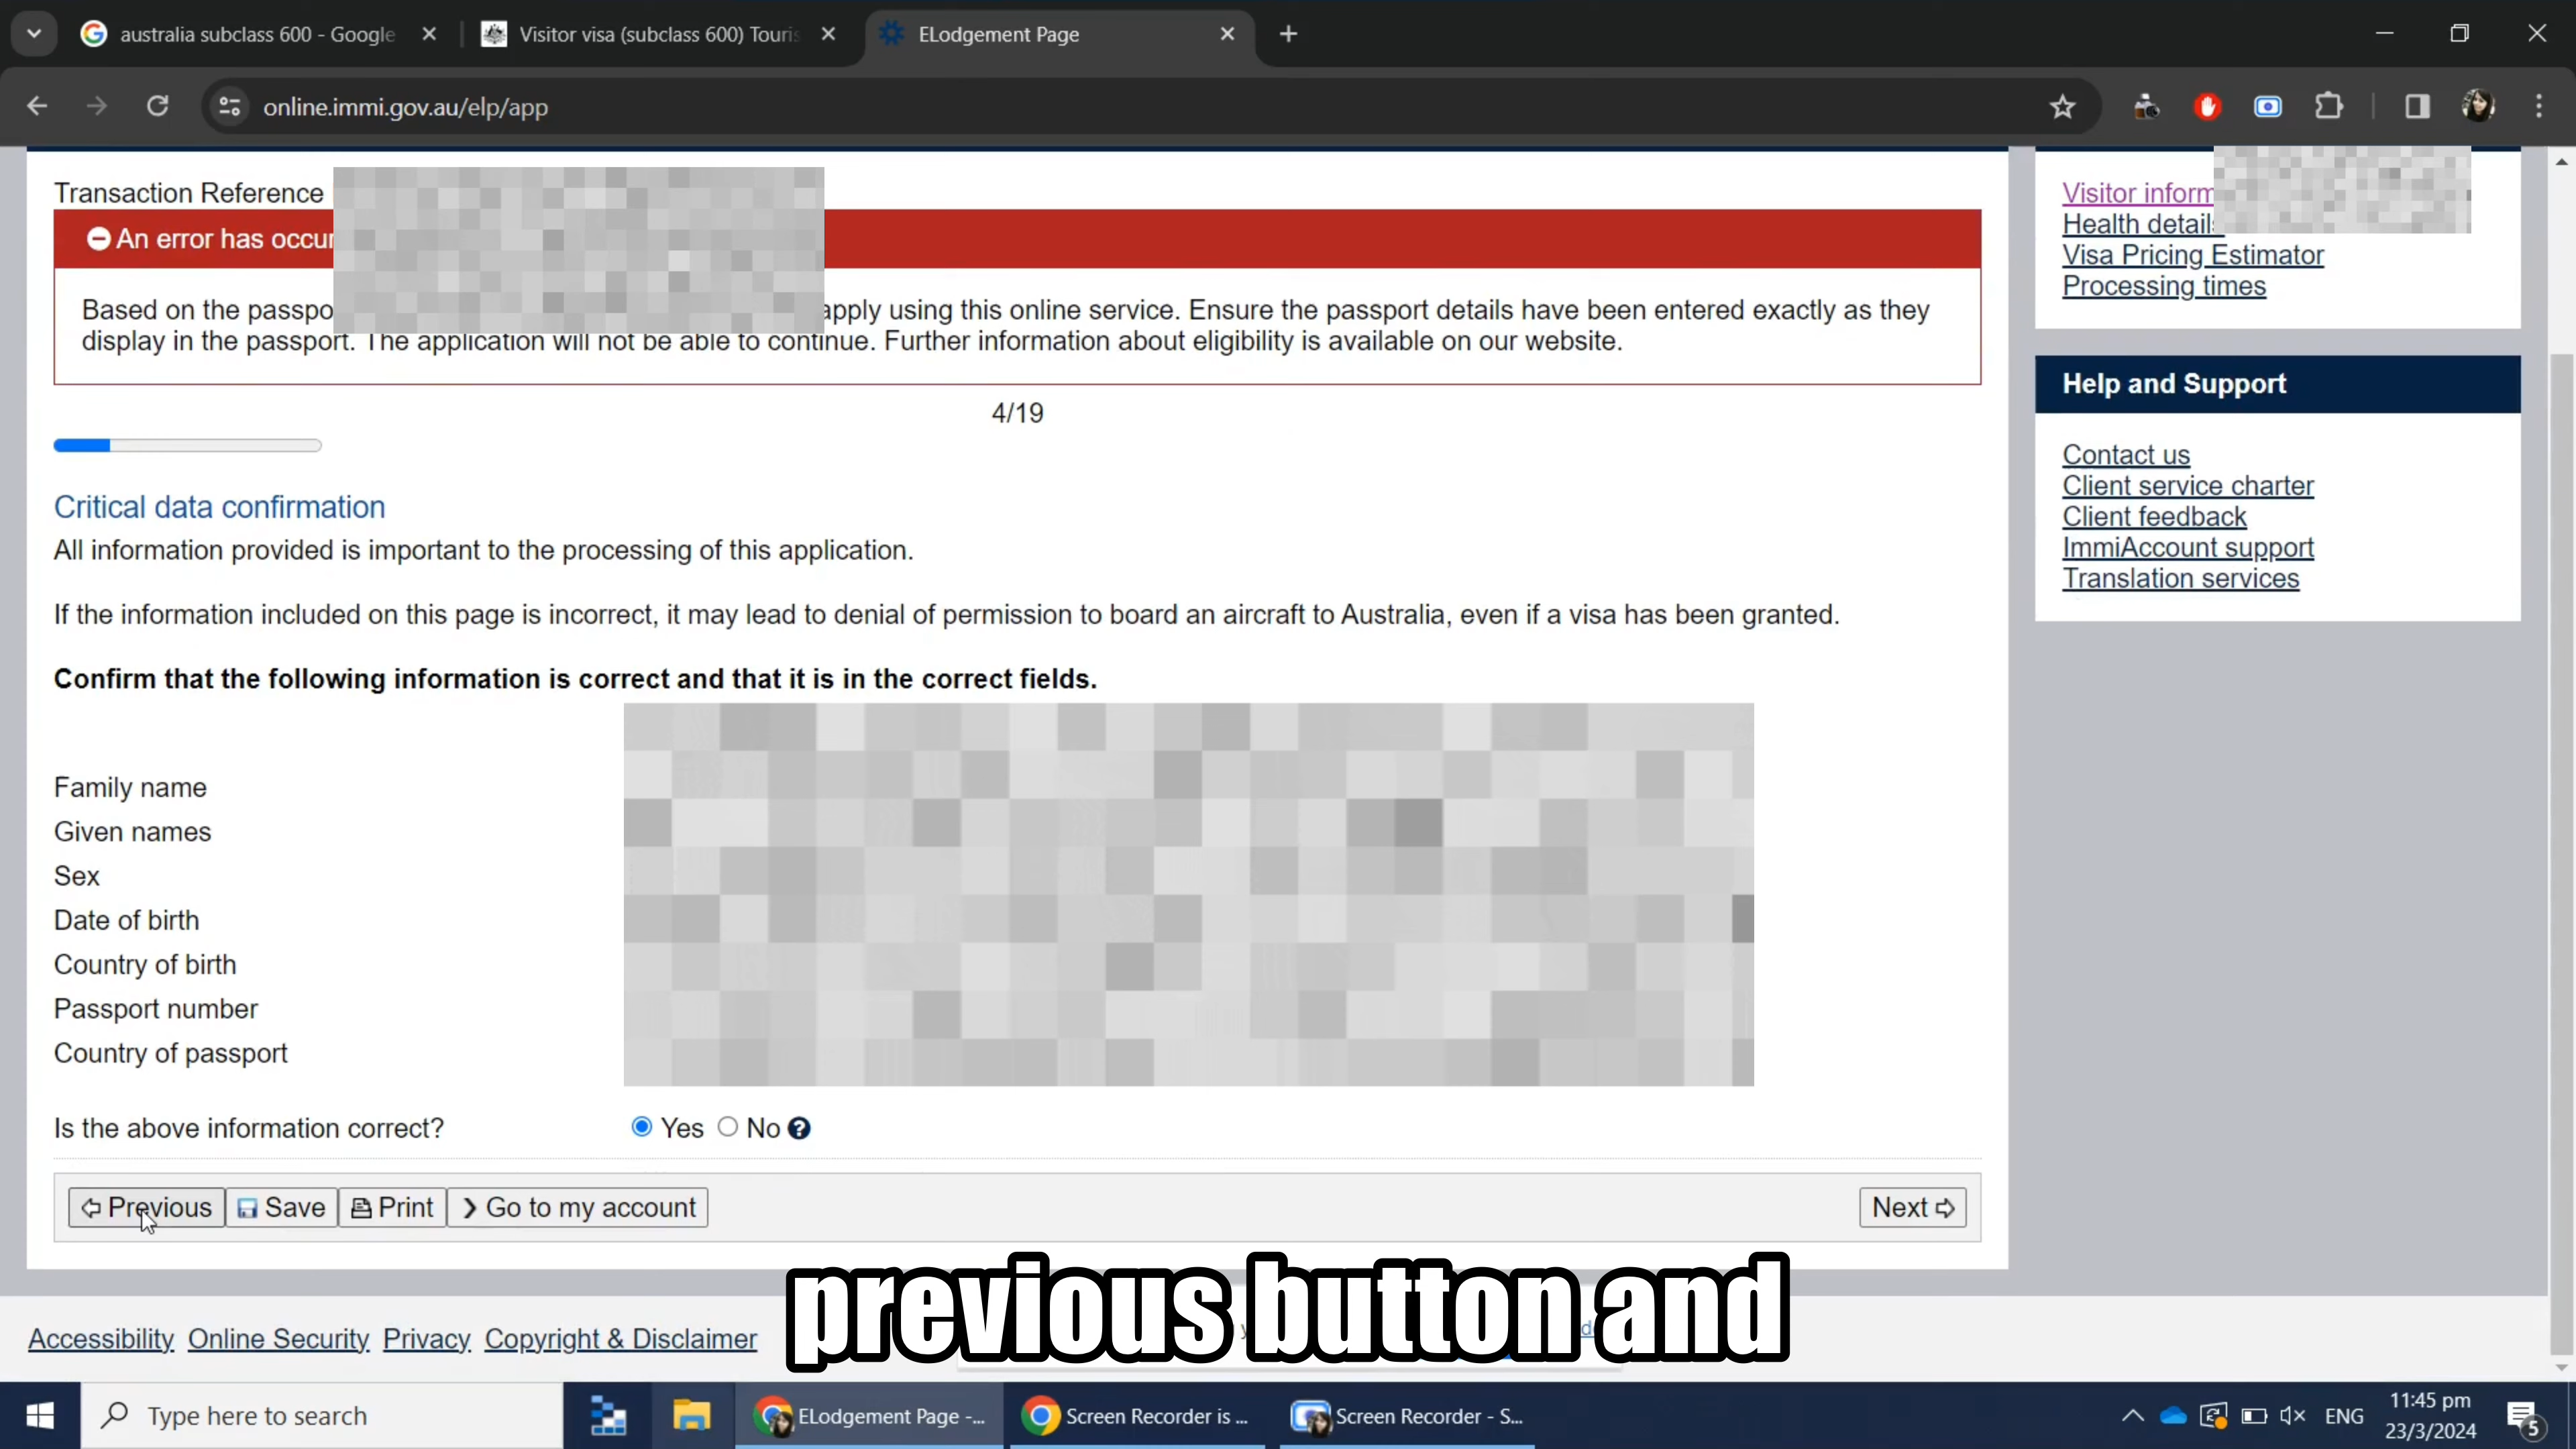 australia subclass 600 - Google
Visitor visa (subclass 600) Touris
ELodgement Page
online.immi.gov.au/elp/app
Transaction Reference
An error has occur
Based on the passpo apply using this online service. Ensure the passport details have been entered exactly as they
display in the passport. The application will not be able to continue. Further information about eligibility is available on our website.
4/19
Critical data confirmation
All information provided is important to the processing of this application.
If the information included on this page is incorrect, it may lead to denial of permission to board an aircraft to Australia, even if a visa has been granted.
Confirm that the following information is correct and that it is in the correct fields.
Family name
Given names
Sex
Date of birth
Country of birth
Passport number
Country of passport
Is the above information correct? Yes No ?
Previous Save Print Go to my account Next
Visitor inform
Health details
Visa Pricing Estimator
Processing times
Help and Support
Contact us
Client service charter
Client feedback
ImmiAccount support
Translation services
previous button and
Accessibility Online Security Privacy Copyright & Disclaimer
Type here to search
ELodgement Page -...
Screen Recorder is ...
Screen Recorder - S...
ENG
11:45 pm
23/3/2024
5